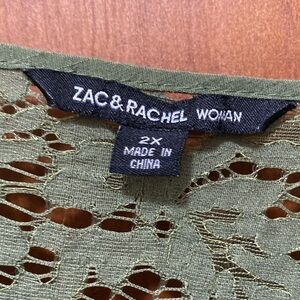 ZAC & RACHEL WOMAN
2X
MADE IN
CHINA